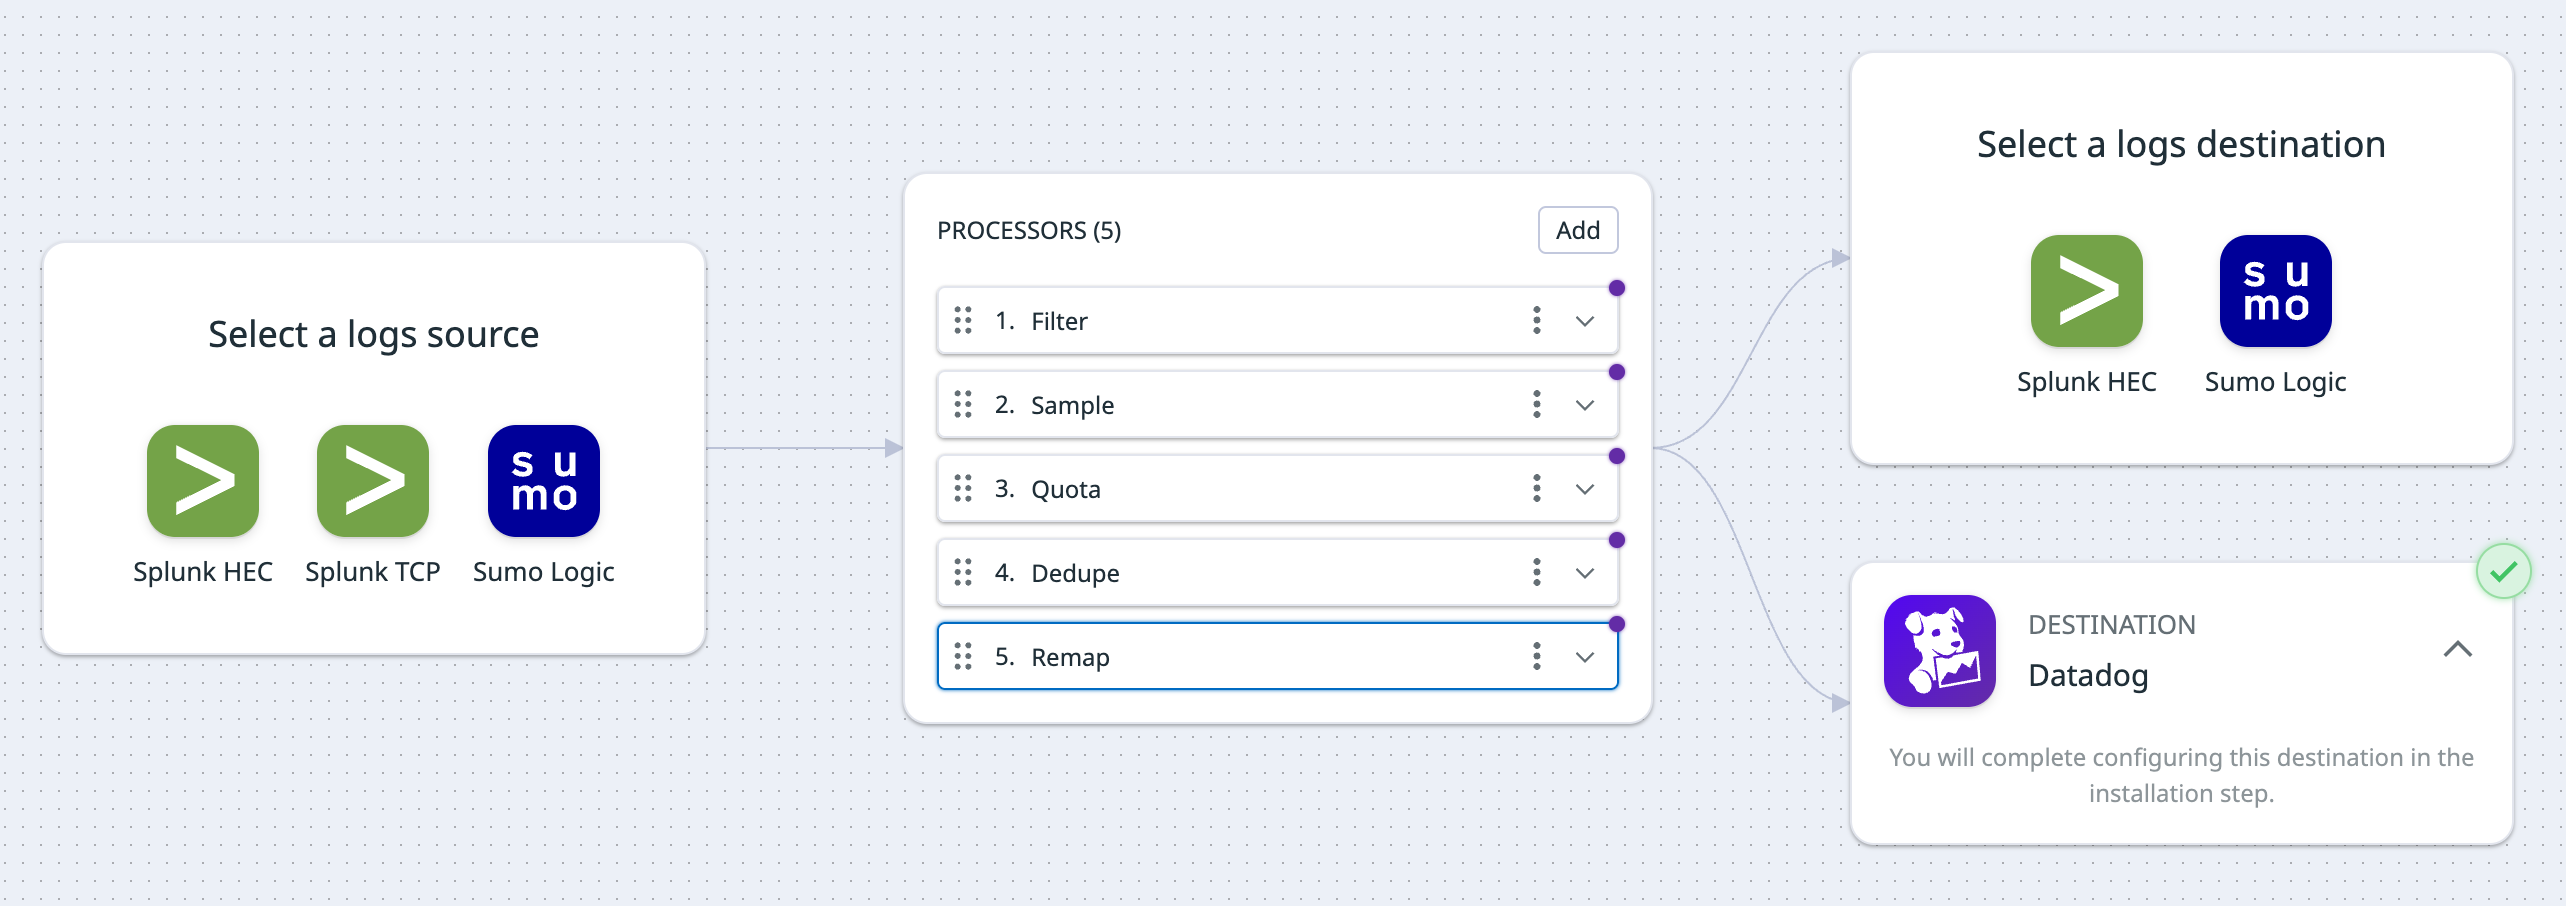 Select a logs source
su
mo
Splunk HEC
Splunk TCP
Sumo Logic
PROCESSORS (5)
Add
1. Filter
2. Sample
3. Quota
4. Dedupe
5. Remap
Select a logs destination
su
mo
Splunk HEC
Sumo Logic
DESTINATION
Datadog
You will complete configuring this destination in the
installation step.